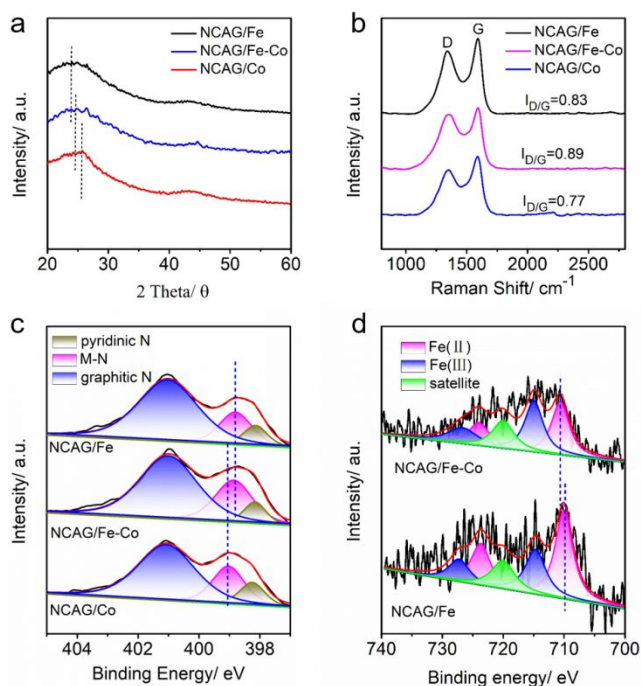 a
NCAG/Fe
NCAG/Fe-Co
NCAG/Co
Intensity/ a.u.
20 30 40 50 60
2 Theta/ θ
b
NCAG/Fe
NCAG/Fe-Co
NCAG/Co
D G
I_D/G=0.83
I_D/G=0.89
I_D/G=0.77
Intensity/ a.u.
1000 1500 2000 2500
Raman Shift/ cm⁻¹
c
pyridinic N
M-N
graphitic N
NCAG/Fe
NCAG/Fe-Co
NCAG/Co
Intensity/ a.u.
404 402 400 398
Binding Energy/ eV
d
Fe(Ⅱ)
Fe(Ⅲ)
satellite
NCAG/Fe-Co
NCAG/Fe
Intensity/ au.
740 730 720 710 700
Binding energy/ eV